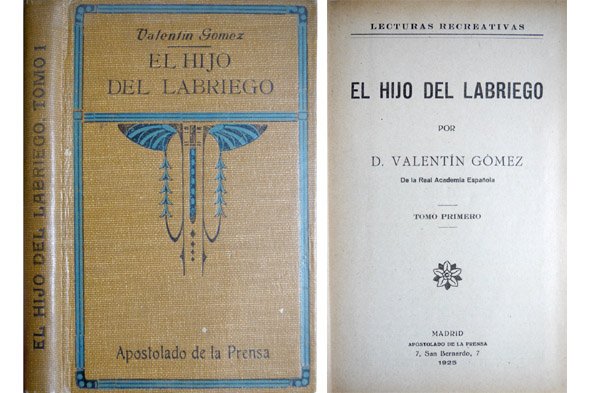 EL HIJO DEL LABRIEGO. TOMO 1
Valentín Gómez
EL HIJO
DEL LABRIEGO
Apostolado de la Prensa
LECTURAS RECREATIVAS
EL HIJO DEL LABRIEGO
POR
D. VALENTÍN GÓMEZ
De la Real Academia Española
TOMO PRIMERO
MADRID
APOSTOLADO DE LA PRENSA
7, San Bernardo, 7
1925